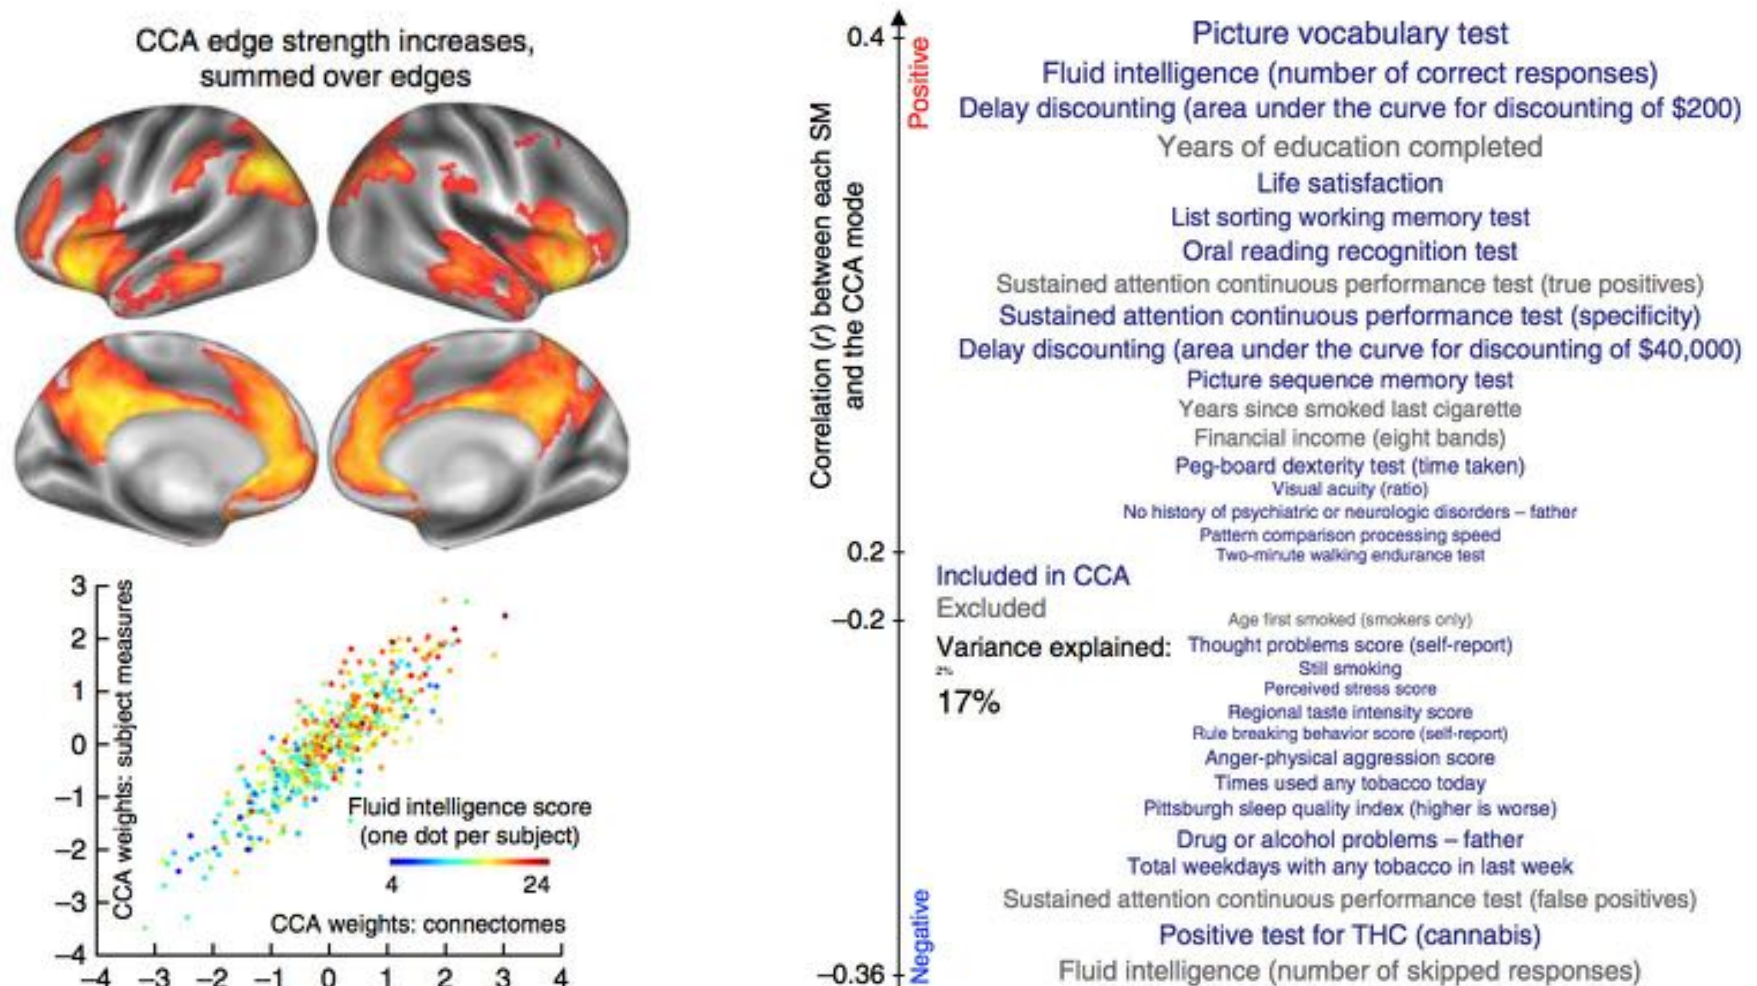 CCA edge strength increases,
summed over edges
3
2
1
0
−1
−2
−3
−4
CCA weights: subject measures
Fluid intelligence score
(one dot per subject)
4 24
CCA weights: connectomes
−4 −3 −2 −1 0 1 2 3 4
Correlation (r) between each SM
and the CCA mode
0.4
0.2
−0.2
−0.36
Positive
Negative
Picture vocabulary test
Fluid intelligence (number of correct responses)
Delay discounting (area under the curve for discounting of $200)
Years of education completed
Life satisfaction
List sorting working memory test
Oral reading recognition test
Sustained attention continuous performance test (true positives)
Sustained attention continuous performance test (specificity)
Delay discounting (area under the curve for discounting of $40,000)
Picture sequence memory test
Years since smoked last cigarette
Financial income (eight bands)
Peg-board dexterity test (time taken)
Visual acuity (ratio)
No history of psychiatric or neurologic disorders – father
Pattern comparison processing speed
Two-minute walking endurance test
Included in CCA
Excluded
Variance explained:
2%
17%
Age first smoked (smokers only)
Thought problems score (self-report)
Still smoking
Perceived stress score
Regional taste intensity score
Rule breaking behavior score (self-report)
Anger-physical aggression score
Times used any tobacco today
Pittsburgh sleep quality index (higher is worse)
Drug or alcohol problems – father
Total weekdays with any tobacco in last week
Sustained attention continuous performance test (false positives)
Positive test for THC (cannabis)
Fluid intelligence (number of skipped responses)